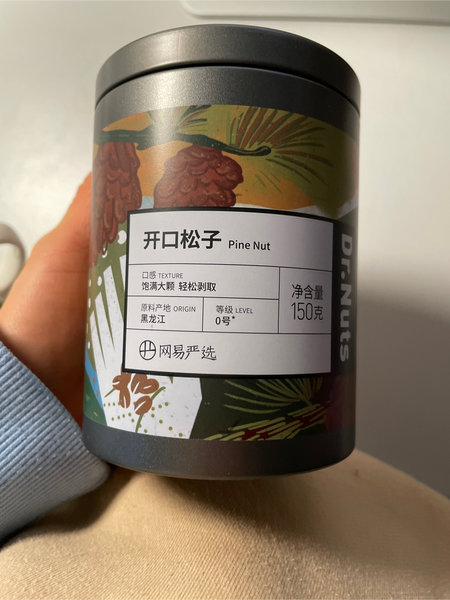 开口松子 Pine Nut
口感 TEXTURE
饱满大颗 轻松剥取
原料产地 ORIGIN
黑龙江
等级 LEVEL
0号*
净含量
150克
网易严选
Dr.Nuts